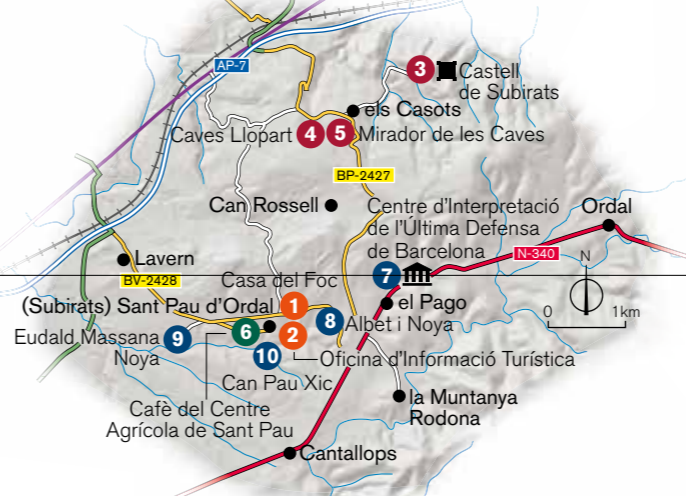 AP-7
3
Castell
de Subirats
els Casots
Caves Llopart
4
5
Mirador de les Caves
BP-2427
Can Rossell
Centre d'Interpretació
de l'Última Defensa
de Barcelona
Ordal
N-340
N
Lavern
BV-2428
Casa del Foc
7
el Pago
0
1km
(Subirats) Sant Pau d'Ordal
1
8
Albet i Noya
Eudald Massana
Noya
9
6
2
Oficina d'Informació Turística
10
Can Pau Xic
Cafè del Centre
Agrícola de Sant Pau
la Muntanya
Rodona
Cantallops